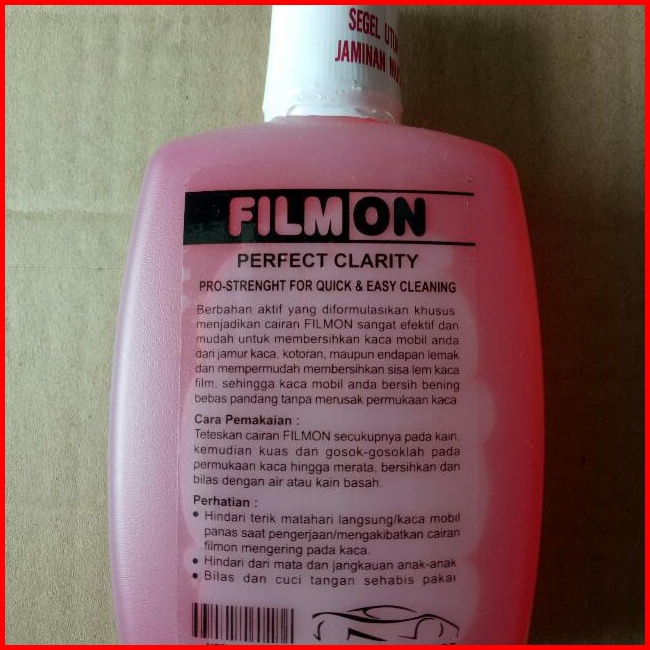 SEGEL
JAMINAN
FILMON
PERFECT CLARITY
PRO-STRENGHT FOR QUICK & EASY CLEANING
Berbahan aktif yang diformulasikan khusus,
menjadikan cairan FILMON sangat efektif dan
mudah untuk membersihkan kaca mobil anda
dari jamur kaca, kotoran, maupun endapan lemak
dan mempermudah membersihkan sisa lem kaca
film, sehingga kaca mobil anda bersih bening
bebas pandang tanpa merusak permukaan kaca
Cara Pemakaian :
Teteskan cairan FILMON secukupnya pada kain,
kemudian kuas dan gosok-gosoklah pada
permukaan kaca hingga merata, bersihkan dan
bilas dengan air atau kain basah.
Perhatian :
• Hindari terik matahari langsung/kaca mobil
panas saat pengerjaan/mengakibatkan cairan
filmon mengering pada kaca.
• Hindari dari mata dan jangkauan anak-anak
• Bilas dan cuci tangan sehabis pakai